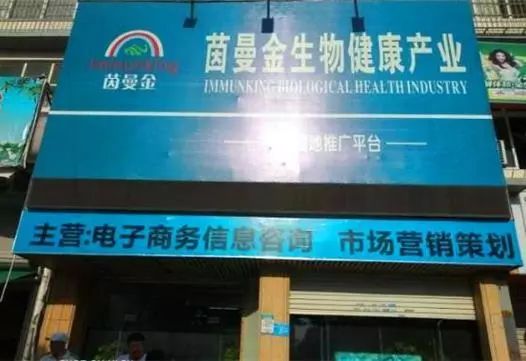 茵曼金生物健康产业
Immunking
IMMUNKING BIOLOGICAL HEALTH INDUSTRY
茵曼金
地推广平台
主营:电子商务信息咨询 市场营销策划